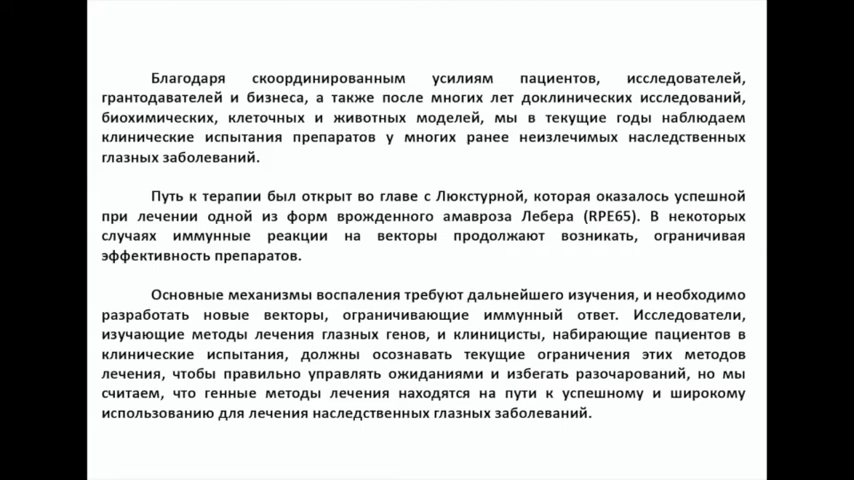 Благодаря скоординированным усилиям пациентов, исследователей,
грантодавателей и бизнеса, а также после многих лет доклинических исследований,
биохимических, клеточных и животных моделей, мы в текущие годы наблюдаем
клинические испытания препаратов у многих ранее неизлечимых наследственных
глазных заболеваний.
Путь к терапии был открыт во главе с Люкстурной, которая оказалось успешной
при лечении одной из форм врожденного амавроза Лебера (RPE65). В некоторых
случаях иммунные реакции на векторы продолжают возникать, ограничивая
эффективность препаратов.
Основные механизмы воспаления требуют дальнейшего изучения, и необходимо
разработать новые векторы, ограничивающие иммунный ответ. Исследователи,
изучающие методы лечения глазных генов, и клиницисты, набирающие пациентов в
клинические испытания, должны осознавать текущие ограничения этих методов
лечения, чтобы правильно управлять ожиданиями и избегать разочарований, но мы
считаем, что генные методы лечения находятся на пути к успешному и широкому
использованию для лечения наследственных глазных заболеваний.